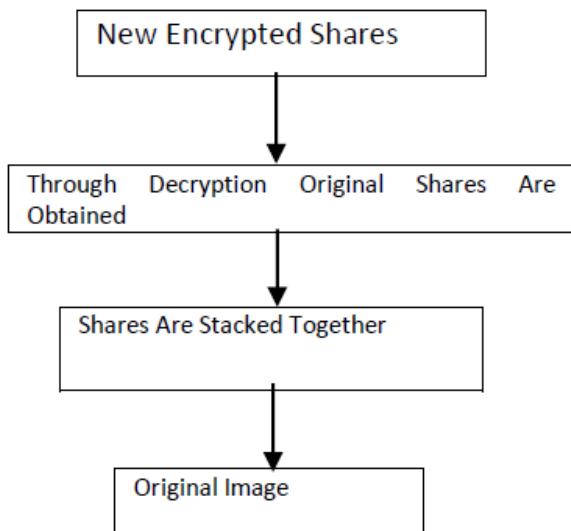 New Encrypted Shares
Through Decryption Original Shares Are
Obtained
Shares Are Stacked Together
Original Image